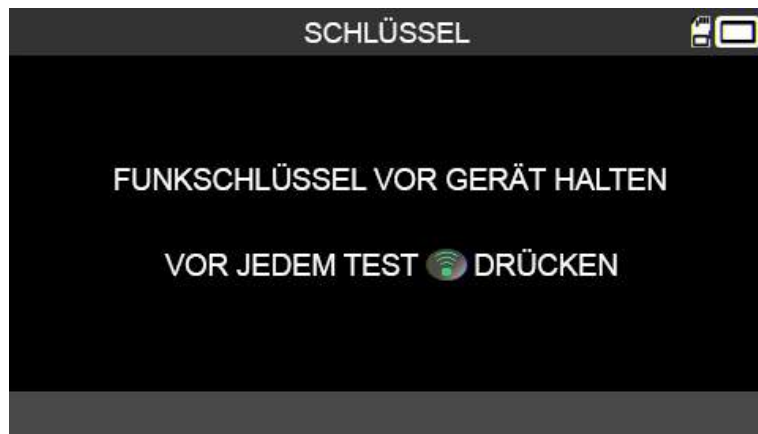 SCHLÜSSEL
FUNKSCHLÜSSEL VOR GERÄT HALTEN
VOR JEDEM TEST DRÜCKEN